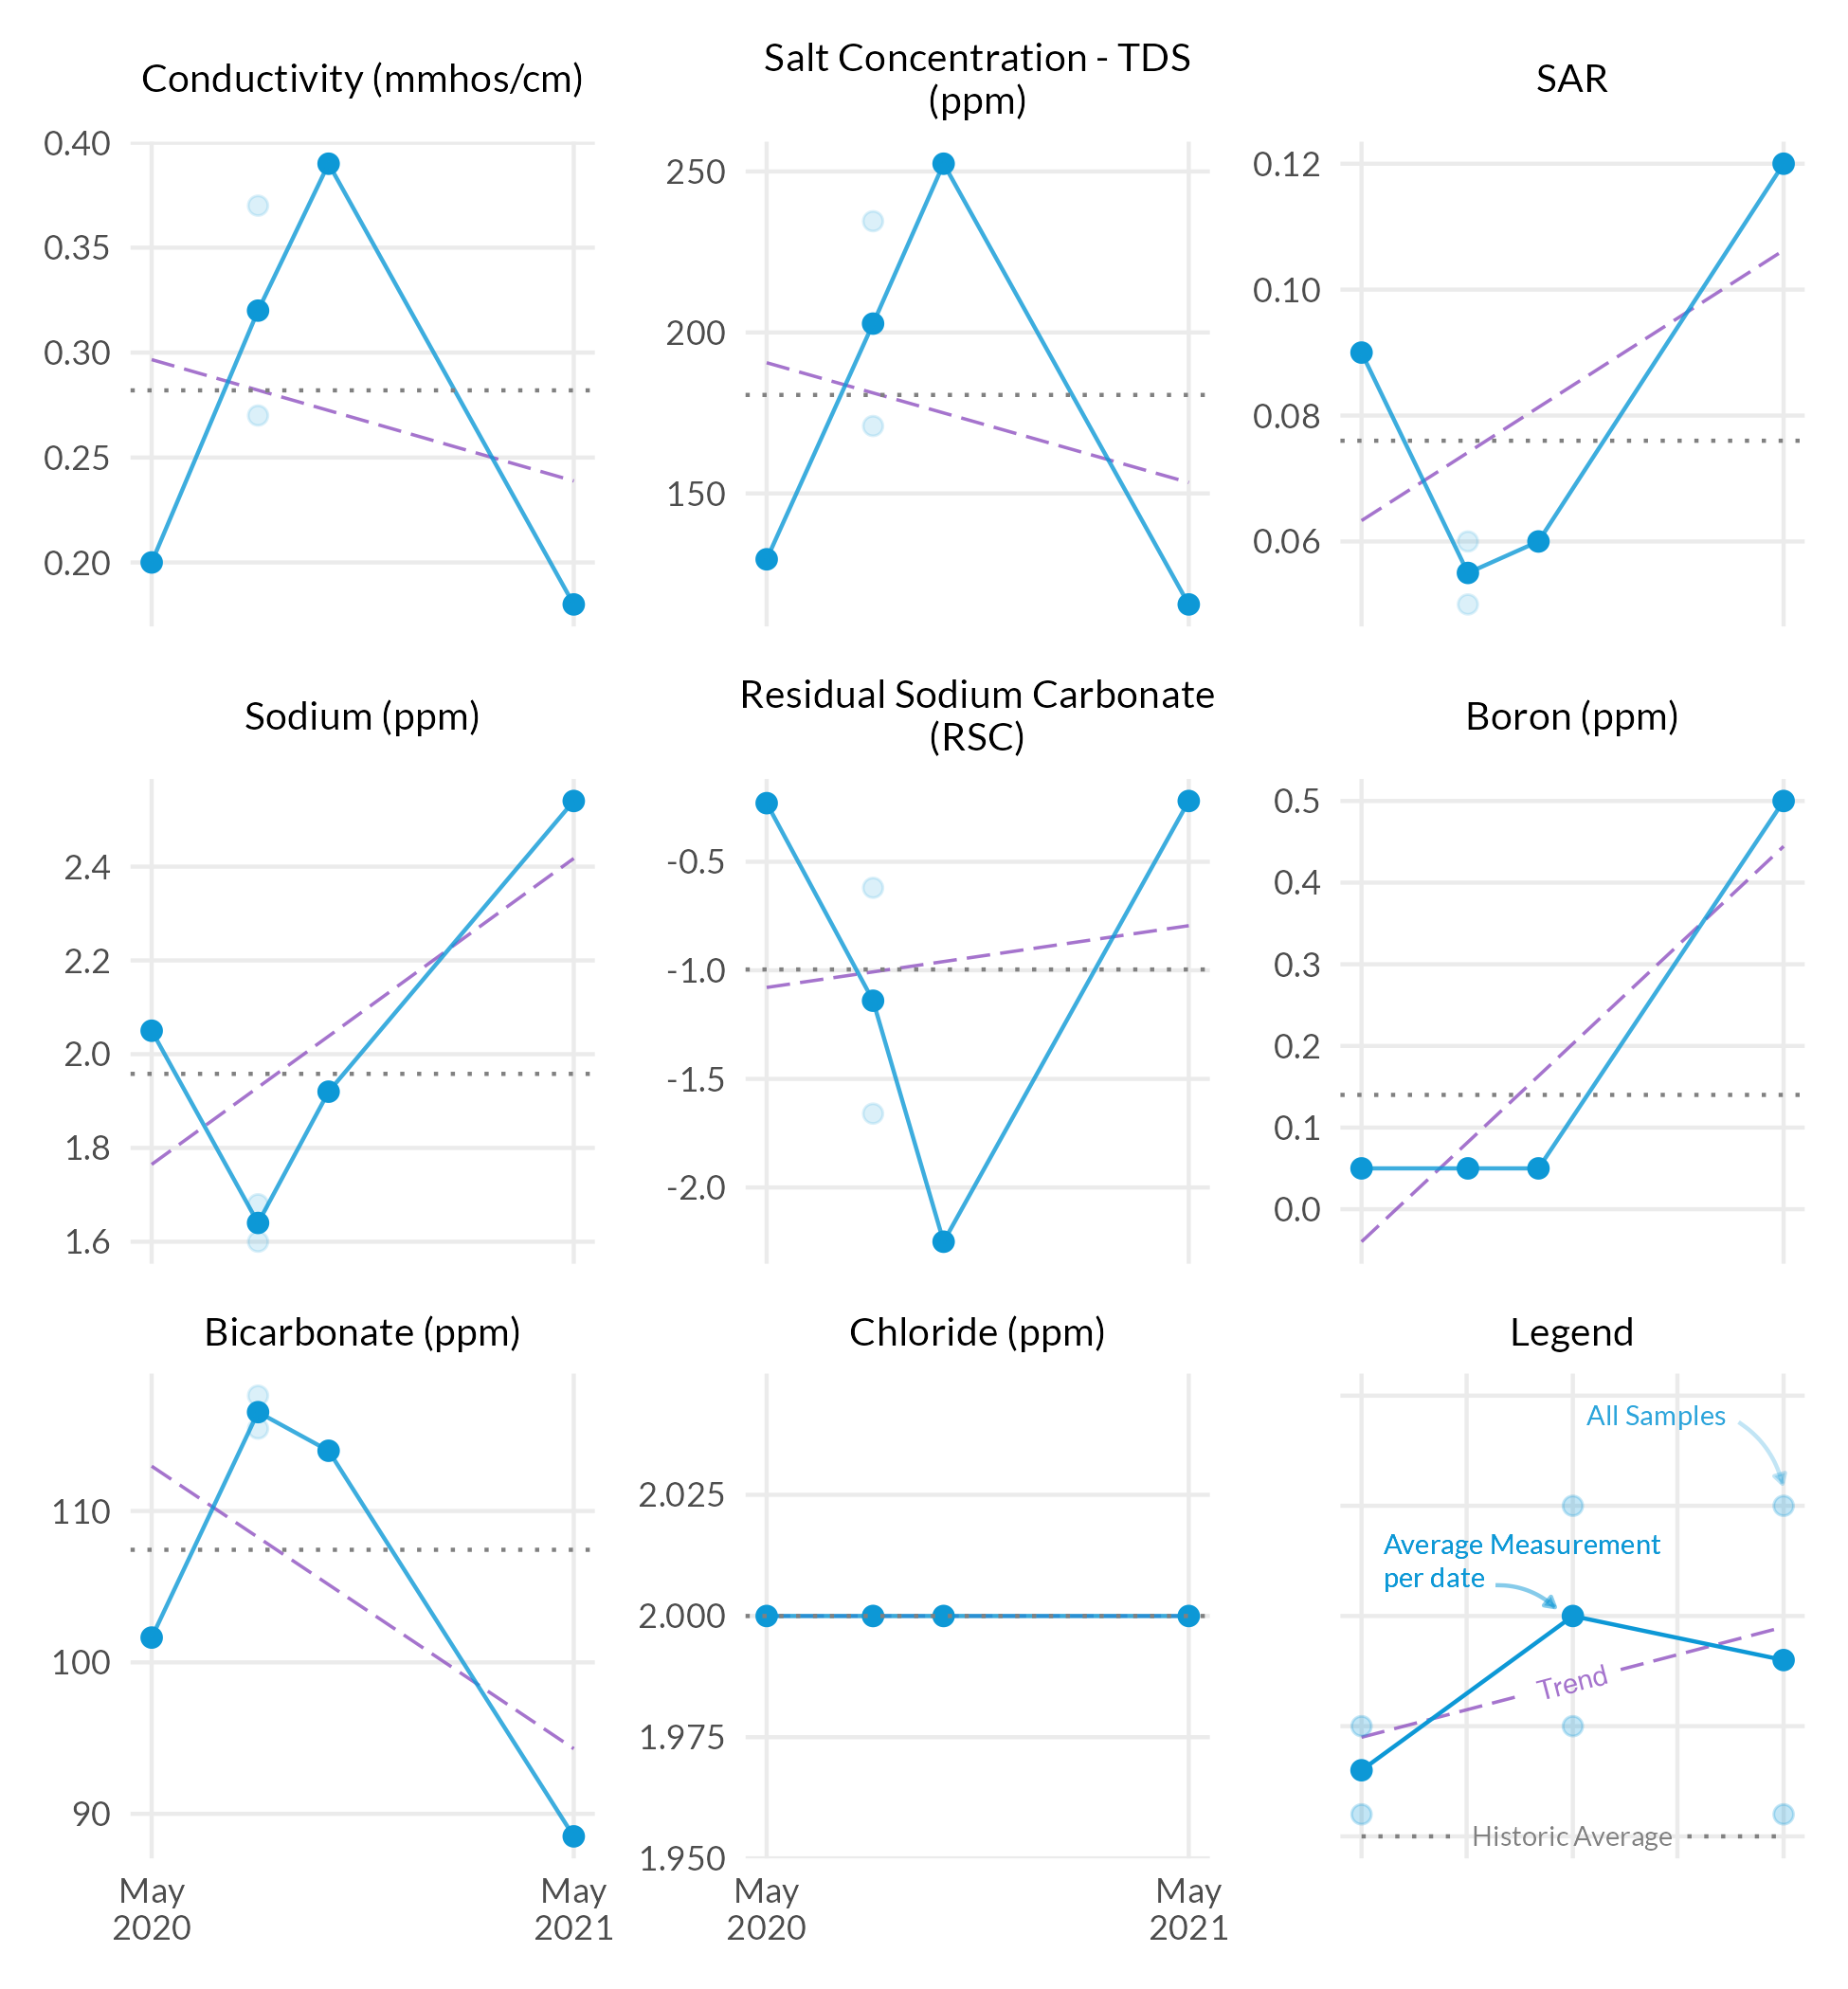 Conductivity (mmhos/cm)
0.40
0.35
0.30
0.25
0.20
Salt Concentration - TDS
(ppm)
250
200
150
SAR
0.12
0.10
0.08
0.06
Sodium (ppm)
2.4
2.2
2.0
1.8
1.6
Residual Sodium Carbonate
(RSC)
-0.5
-1.0
-1.5
-2.0
Boron (ppm)
0.5
0.4
0.3
0.2
0.1
0.0
Bicarbonate (ppm)
110
100
90
May
2020
May
2021
Chloride (ppm)
2.025
2.000
1.975
1.950
May
2020
May
2021
Legend
All Samples
Average Measurement
per date
Trend
Historic Average